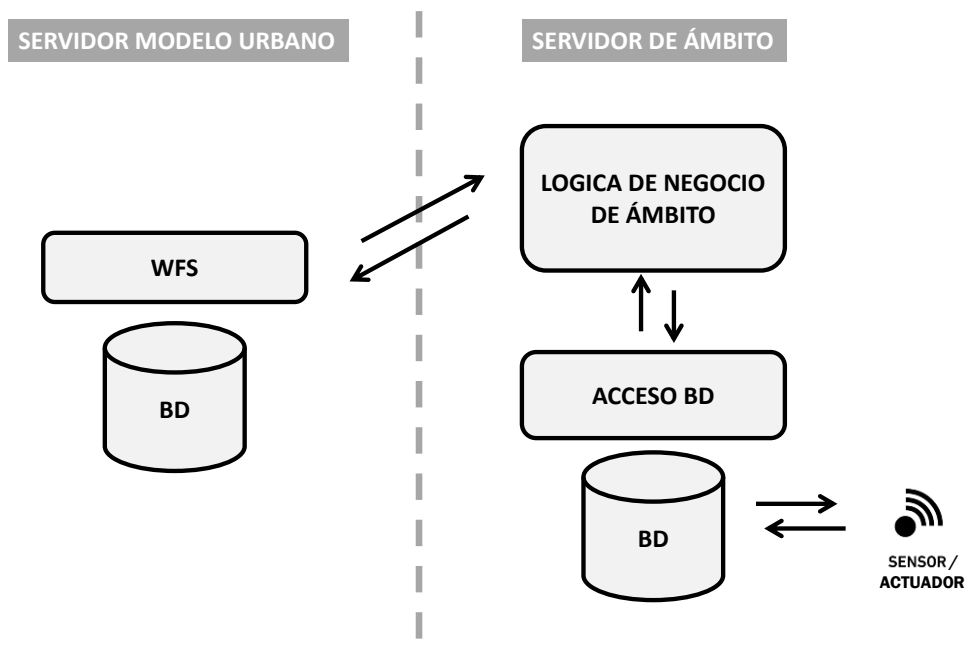 SERVIDOR MODELO URBANO
SERVIDOR DE ÁMBITO
LOGICA DE NEGOCIO
DE ÁMBITO
WFS
BD
ACCESO BD
BD
SENSOR/
ACTUADOR